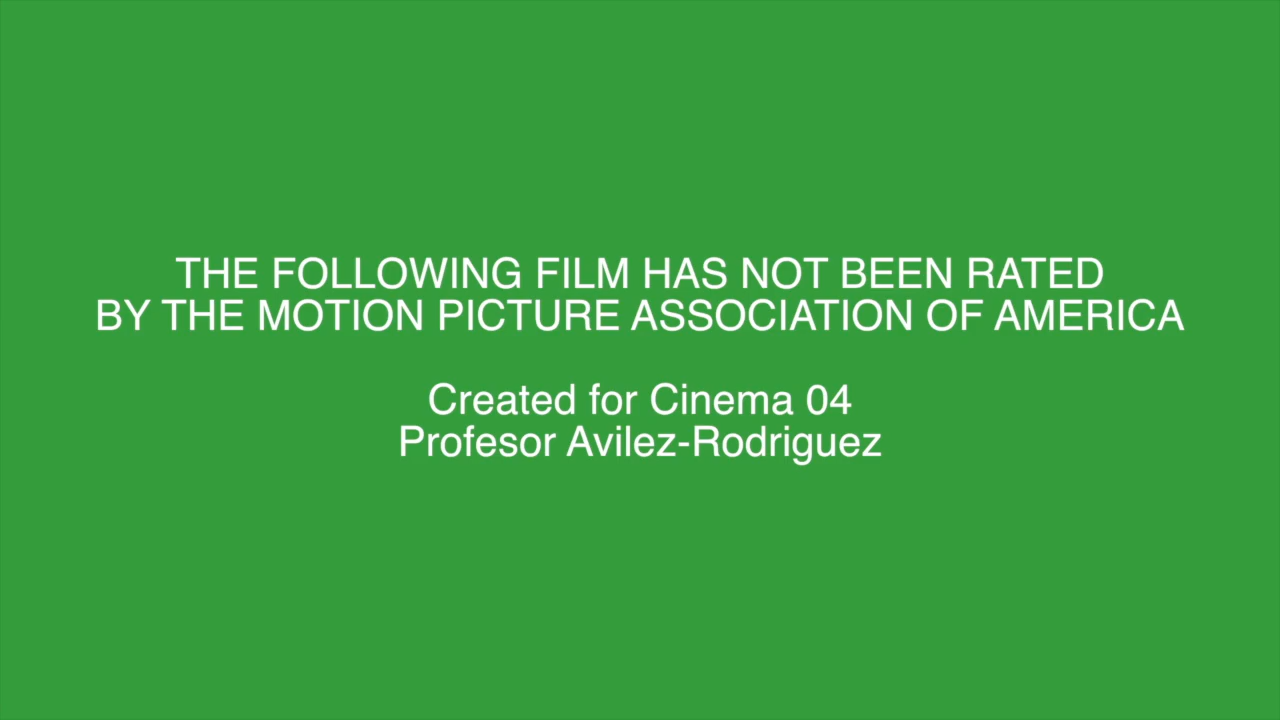 THE FOLLOWING FILM HAS NOT BEEN RATED
BY THE MOTION PICTURE ASSOCIATION OF AMERICA
Created for Cinema 04
Profesor Avilez-Rodriguez